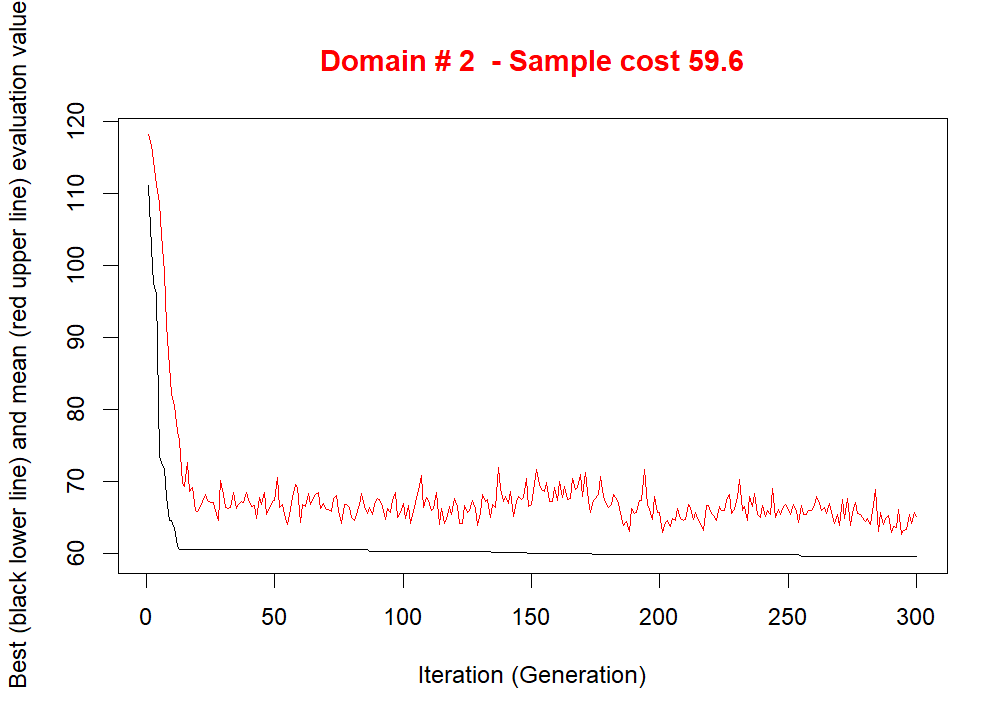 Domain # 2  - Sample cost 59.6
Best (black lower line) and mean (red upper line) evaluation value
120
110
100
90
80
70
60
0 50 100 150 200 250 300
Iteration (Generation)